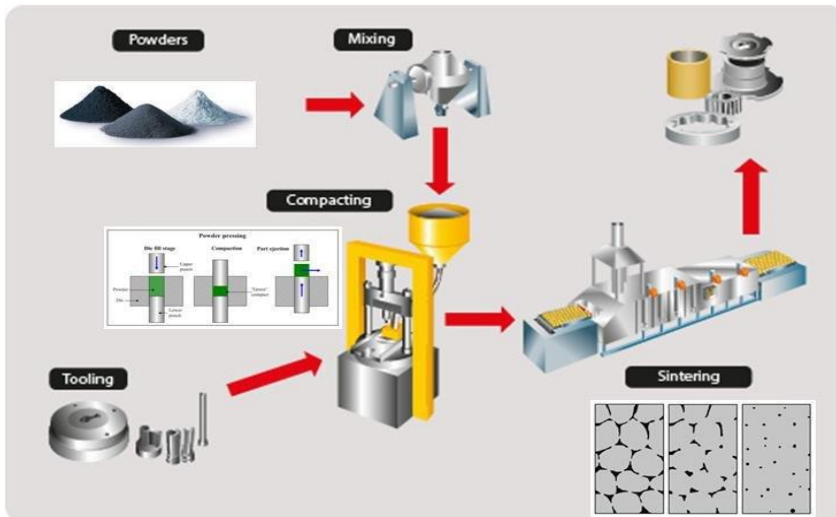 Powders
Mixing
Compacting
Powder pressing
Die fill stage
Compaction
Part ejection
Upper
punch
Powder
"Green"
compact
Die
Lower
punch
Tooling
Sintering